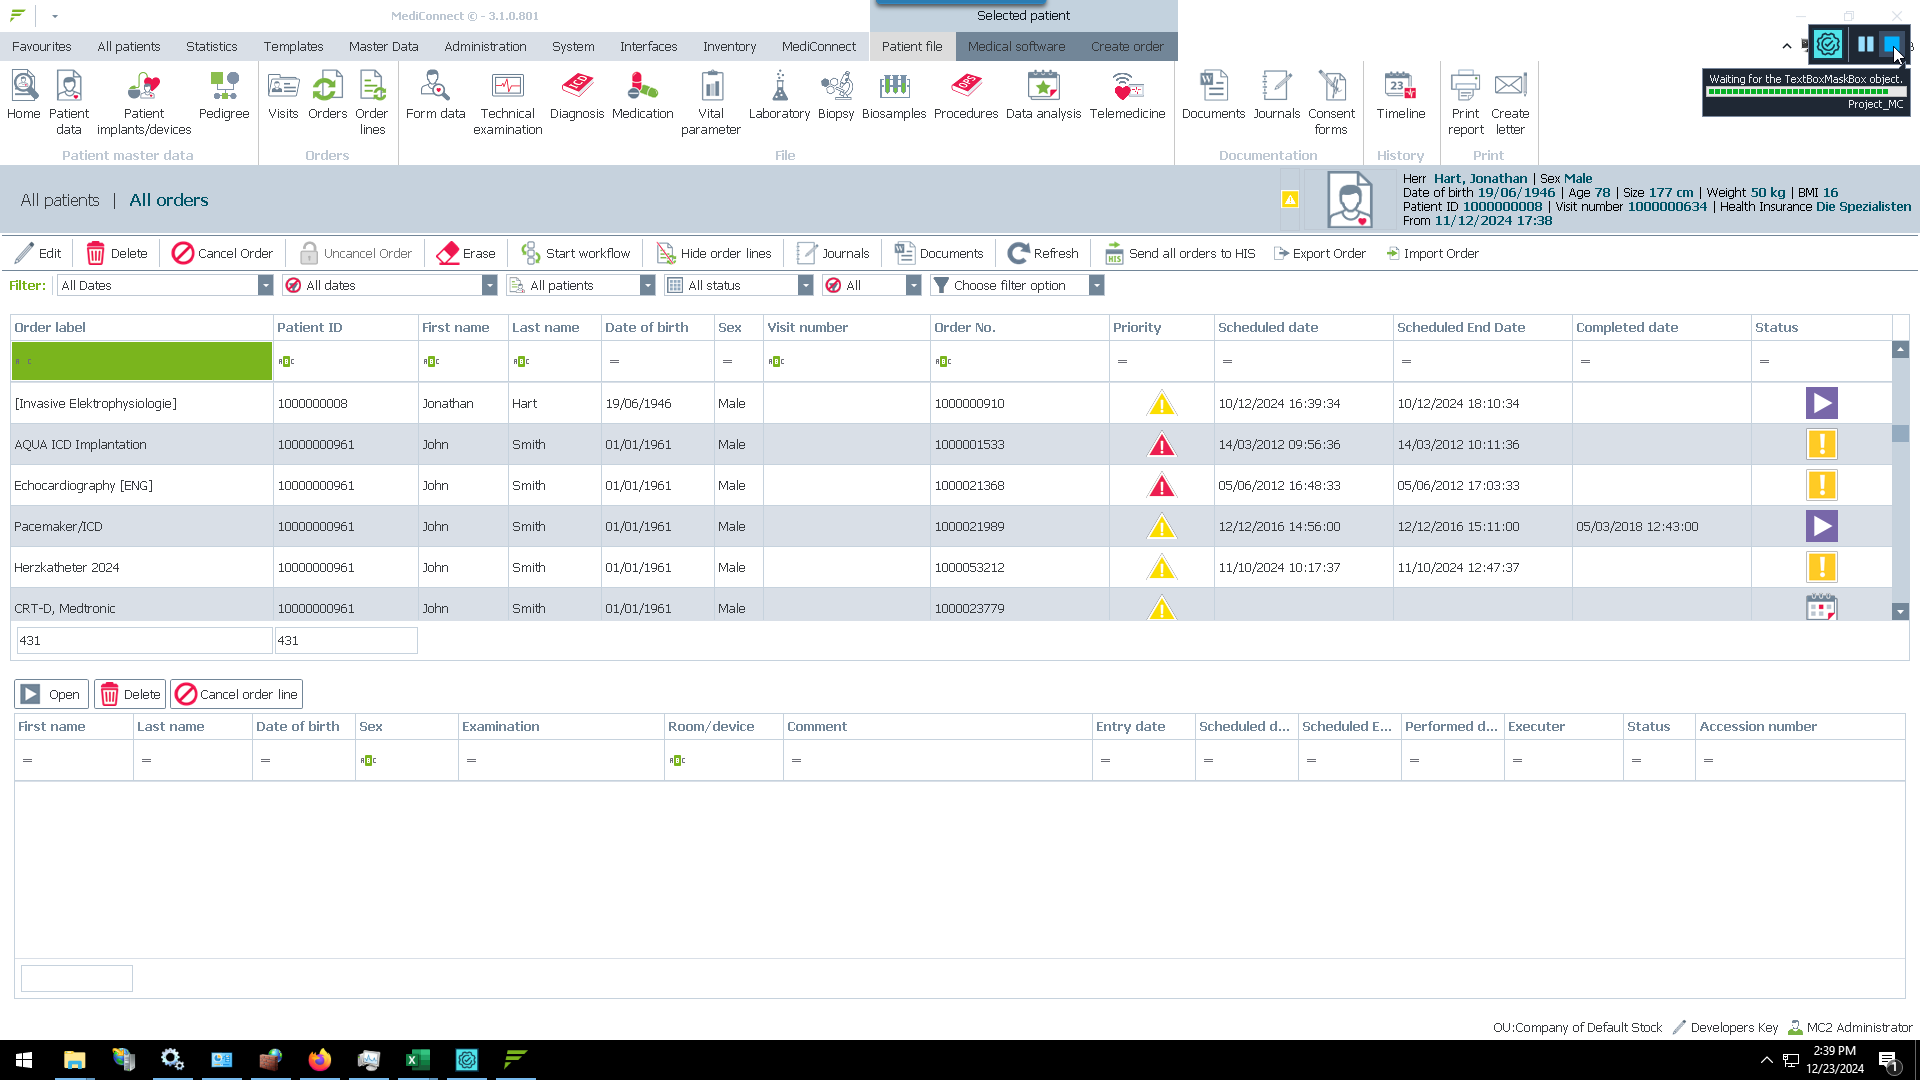 MediConnect © - 3.1.0.801
Selected patient
Favourites All patients Statistics Templates Master Data Administration System Interfaces Inventory MediConnect Patient file Medical software Create order
Waiting for the TextBoxMaskBox object.
Project_MC
Home Patient data Patient implants/devices Pedigree Visits Orders Order lines Form data Technical examination Diagnosis Medication Vital parameter Laboratory Biopsy Biosamples Procedures Data analysis Telemedicine Documents Journals Consent forms Timeline Print report Create letter
Patient master data Orders File Documentation History Print
All patients | All orders
Herr Hart, Jonathan | Sex Male
Date of birth 19/06/1946 | Age 78 | Size 177 cm | Weight 50 kg | BMI 16
Patient ID 1000000008 | Visit number 1000000634 | Health Insurance Die Spezialisten
From 11/12/2024 17:38
Edit Delete Cancel Order Uncancel Order Erase Start workflow Hide order lines Journals Documents Refresh Send all orders to HIS Export Order Import Order
Filter: All Dates All dates All patients All status All Choose filter option
Order label Patient ID First name Last name Date of birth Sex Visit number Order No. Priority Scheduled date Scheduled End Date Completed date Status
[Invasive Elektrophysiologie] 1000000008 Jonathan Hart 19/06/1946 Male 1000000910 10/12/2024 16:39:34 10/12/2024 18:10:34
AQUA ICD Implantation 10000000961 John Smith 01/01/1961 Male 1000001533 14/03/2012 09:56:36 14/03/2012 10:11:36
Echocardiography [ENG] 10000000961 John Smith 01/01/1961 Male 1000021368 05/06/2012 16:48:33 05/06/2012 17:03:33
Pacemaker/ICD 10000000961 John Smith 01/01/1961 Male 1000021989 12/12/2016 14:56:00 12/12/2016 15:11:00 05/03/2018 12:43:00
Herzkatheter 2024 10000000961 John Smith 01/01/1961 Male 1000053212 11/10/2024 10:17:37 11/10/2024 12:47:37
CRT-D, Medtronic 10000000961 John Smith 01/01/1961 Male 1000023779
431 431
Open Delete Cancel order line
First name Last name Date of birth Sex Examination Room/device Comment Entry date Scheduled d... Scheduled E... Performed d... Executer Status Accession number
OU:Company of Default Stock Developers Key MC2 Administrator
2:39 PM
12/23/2024
1